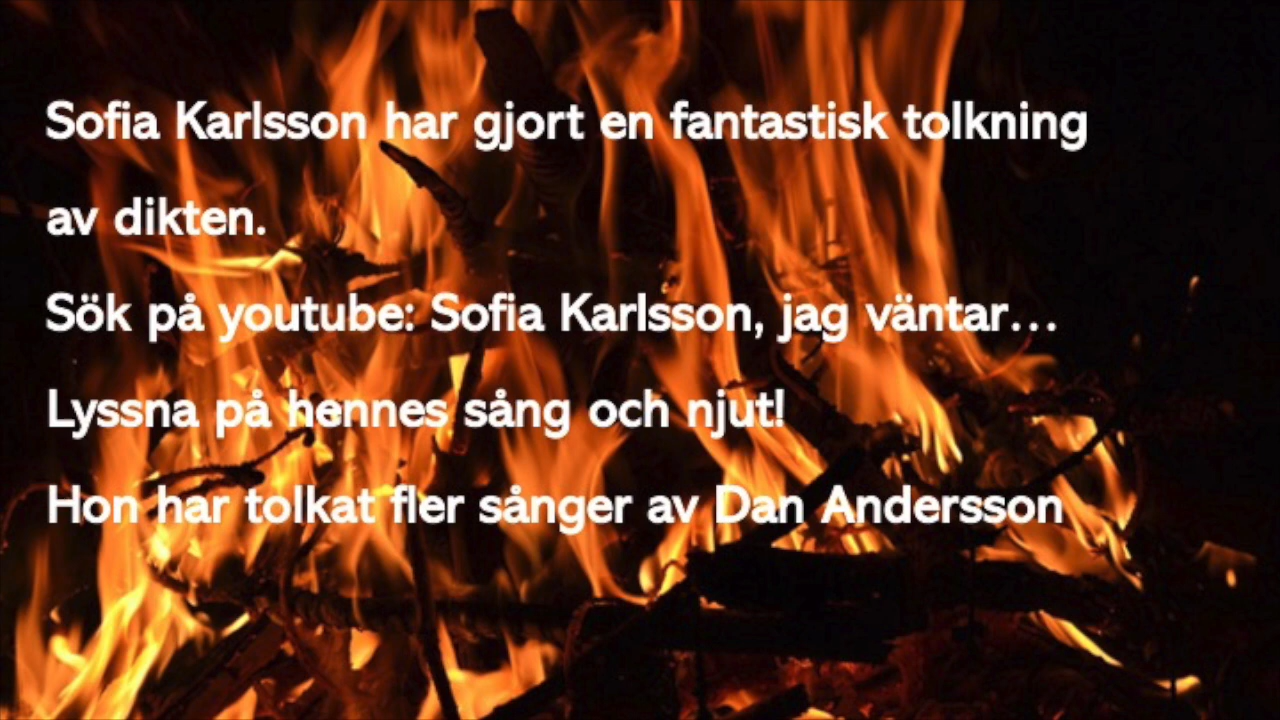 Sofia Karlsson har gjort en fantastisk tolkning
av dikten.
Sök på youtube: Sofia Karlsson, jag väntar…
Lyssna på hennes sång och njut!
Hon har tolkat fler sånger av Dan Andersson